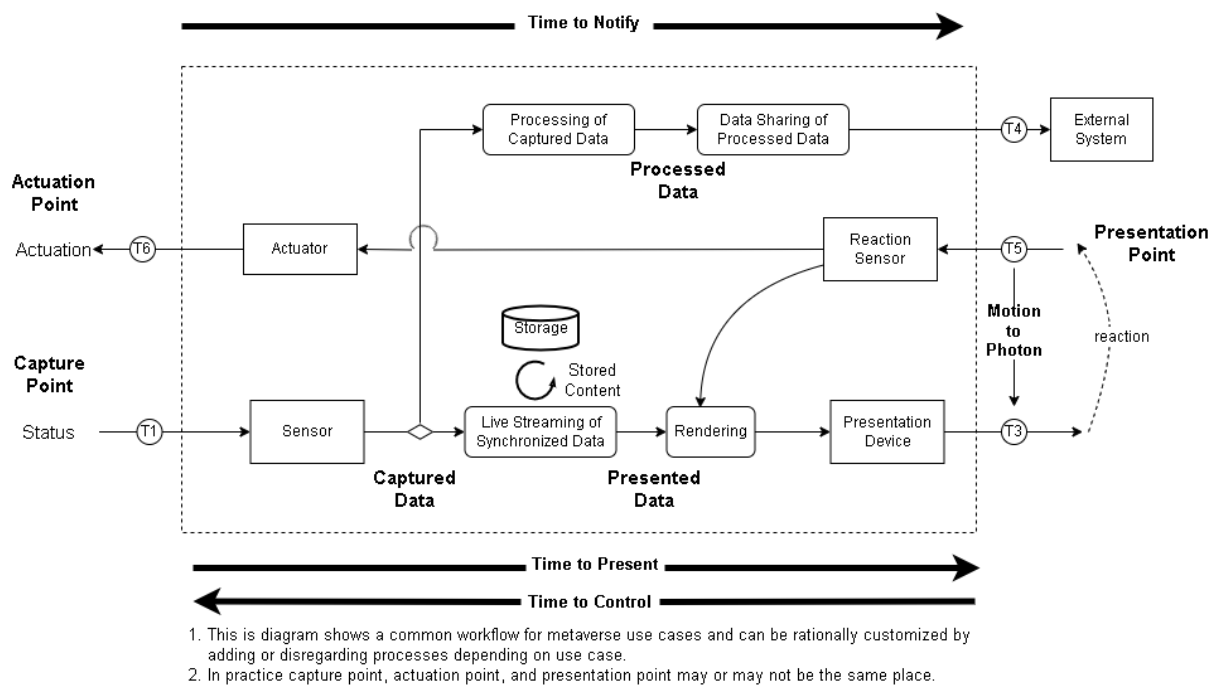 Time to Notify
Processing of
Captured Data
Data Sharing of
Processed Data
T4
External
System
Processed
Data
Actuation
Point
Actuation
T6
Actuator
Reaction
Sensor
T5
Presentation
Point
Motion
to
Photon
reaction
Storage
Stored
Content
Capture
Point
Status
T1
Sensor
Live Streaming of
Synchronized Data
Rendering
Presentation
Device
T3
Captured
Data
Presented
Data
Time to Present
Time to Control
1. This is diagram shows a common workflow for metaverse use cases and can be rationally customized by
adding or disregarding processes depending on use case.
2. In practice capture point, actuation point, and presentation point may or may not be the same place.